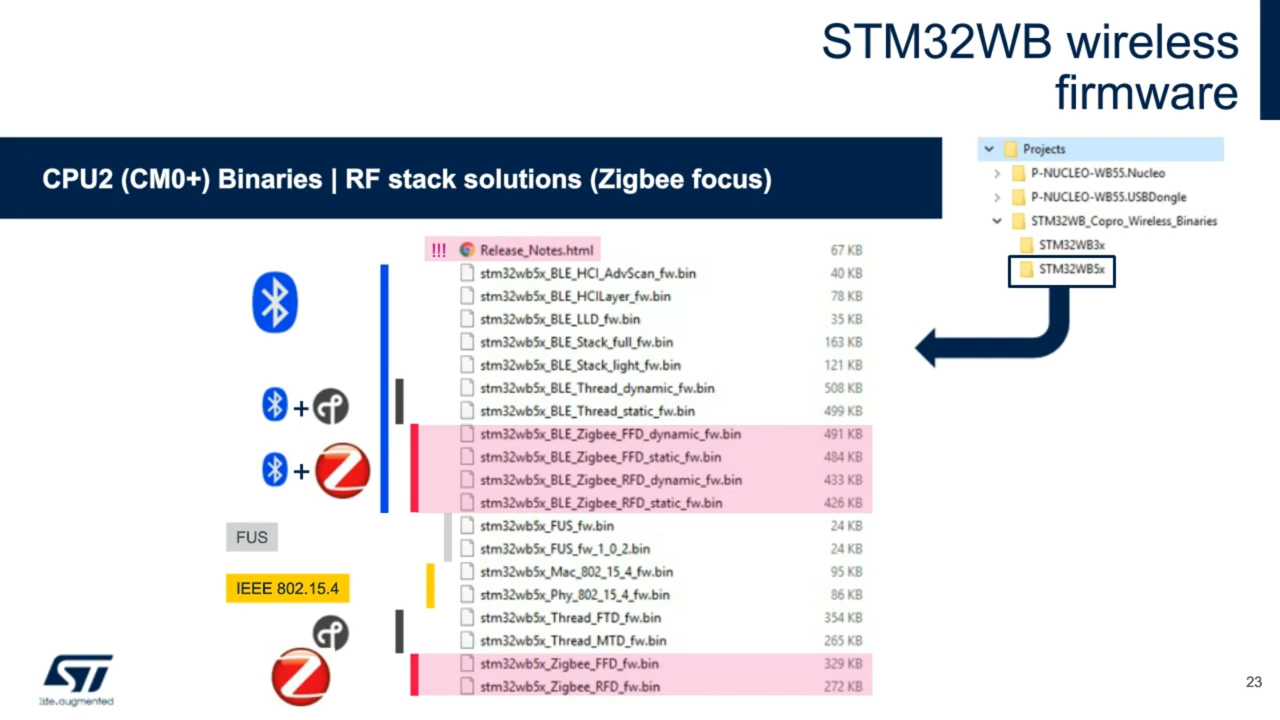 STM32WB wireless
firmware
CPU2 (CM0+) Binaries | RF stack solutions (Zigbee focus)
Projects
P-NUCLEO-WB55.Nucleo
P-NUCLEO-WB55.USBDongle
STM32WB_Copro_Wireless_Binaries
STM32WB3x
STM32WB5x
!!! Release_Notes.html 67 KB
stm32wb5x_BLE_HCI_AdvScan_fw.bin 40 KB
stm32wb5x_BLE_HCILayer_fw.bin 78 KB
stm32wb5x_BLE_LLD_fw.bin 35 KB
stm32wb5x_BLE_Stack_full_fw.bin 163 KB
stm32wb5x_BLE_Stack_light_fw.bin 121 KB
stm32wb5x_BLE_Thread_dynamic_fw.bin 508 KB
+
stm32wb5x_BLE_Thread_static_fw.bin 499 KB
stm32wb5x_BLE_Zigbee_FFD_dynamic_fw.bin 491 KB
stm32wb5x_BLE_Zigbee_FFD_static_fw.bin 484 KB
+
stm32wb5x_BLE_Zigbee_RFD_dynamic_fw.bin 433 KB
stm32wb5x_BLE_Zigbee_RFD_static_fw.bin 426 KB
stm32wb5x_FUS_fw.bin 24 KB
FUS
stm32wb5x_FUS_fw_1_0_2.bin 24 KB
stm32wb5x_Mac_802_15_4_fw.bin 95 KB
IEEE 802.15.4
stm32wb5x_Phy_802_15_4_fw.bin 86 KB
stm32wb5x_Thread_FTD_fw.bin 354 KB
stm32wb5x_Thread_MTD_fw.bin 265 KB
stm32wb5x_Zigbee_FFD_fw.bin 329 KB
stm32wb5x_Zigbee_RFD_fw.bin 272 KB
ST
life.augmented
23